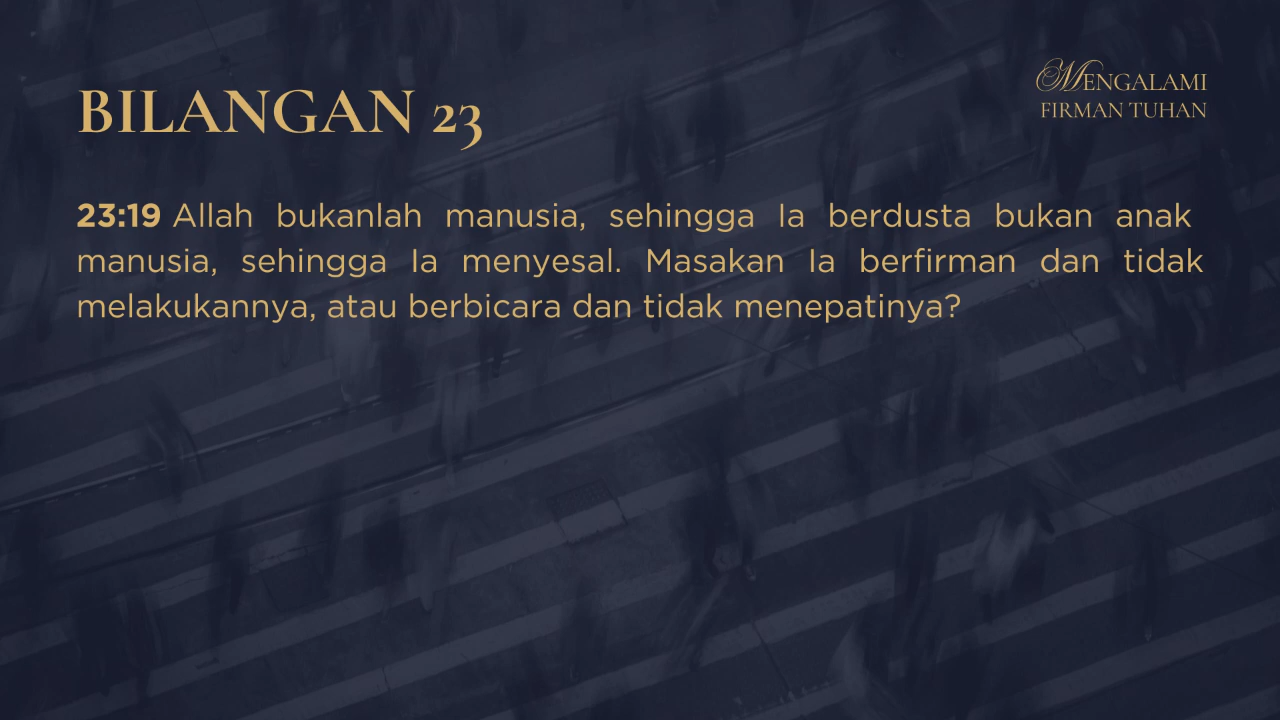 BILANGAN 23
MENGALAMI
FIRMAN TUHAN
23:19 Allah bukanlah manusia, sehingga Ia berdusta bukan anak
manusia, sehingga Ia menyesal. Masakan Ia berfirman dan tidak
melakukannya, atau berbicara dan tidak menepatinya?